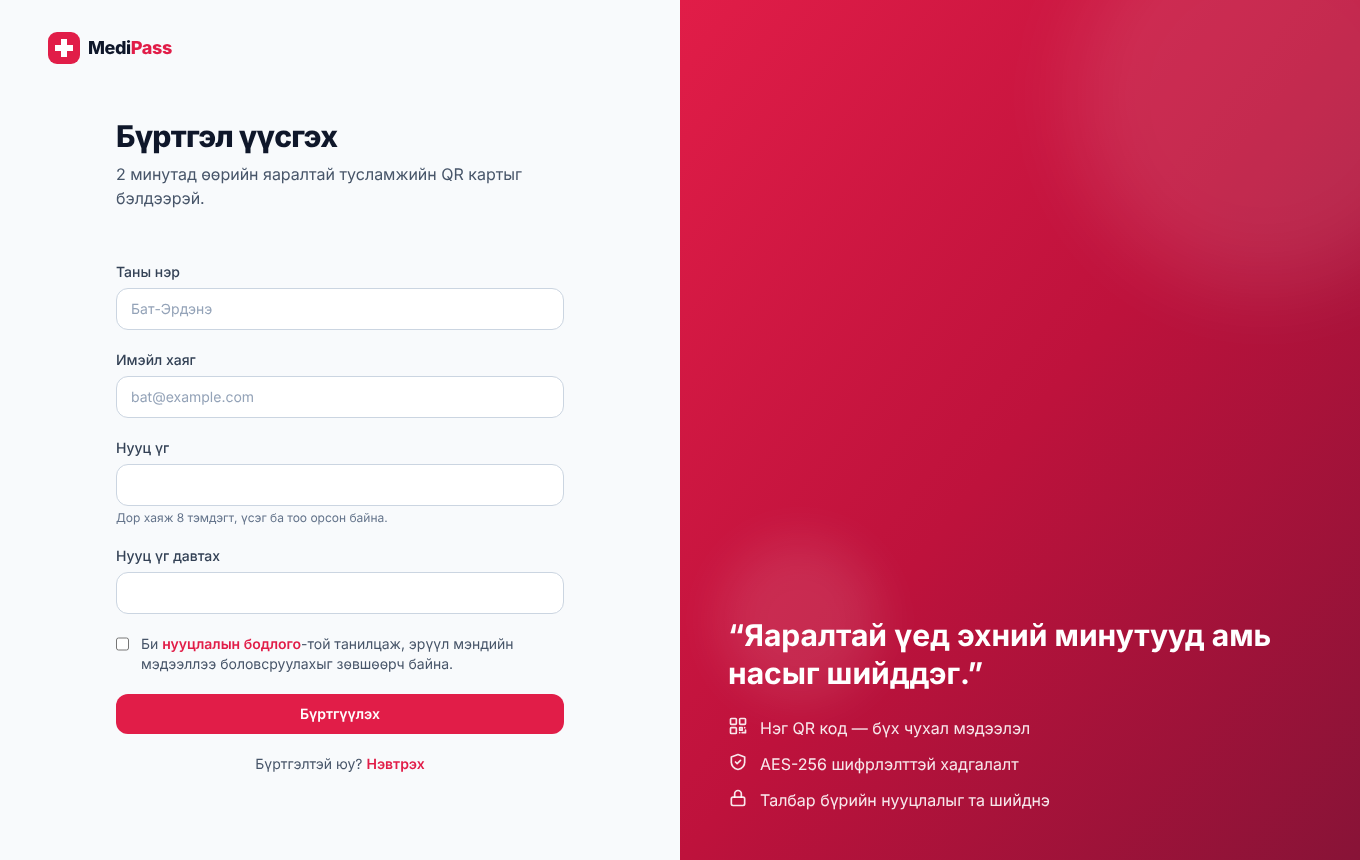 MediPass
Бүртгэл үүсгэх
2 минутад өөрийн яаралтай тусламжийн QR картыг
бэлдээрэй.
Таны нэр
Бат-Эрдэнэ
Имэйл хаяг
bat@example.com
Нууц үг
Дор хаяж 8 тэмдэгт, үсэг ба тоо орсон байна.
Нууц үг давтах
Би нууцлалын бодлого-той танилцаж, эрүүл мэндийн
мэдээллээ боловсруулахыг зөвшөөрч байна.
Бүртгүүлэх
Бүртгэлтэй юу? Нэвтрэх
“Яаралтай үед эхний минутууд амь
насыг шийддэг.”
Нэг QR код — бүх чухал мэдээлэл
AES-256 шифрлэлттэй хадгалалт
Талбар бүрийн нууцлалыг та шийднэ